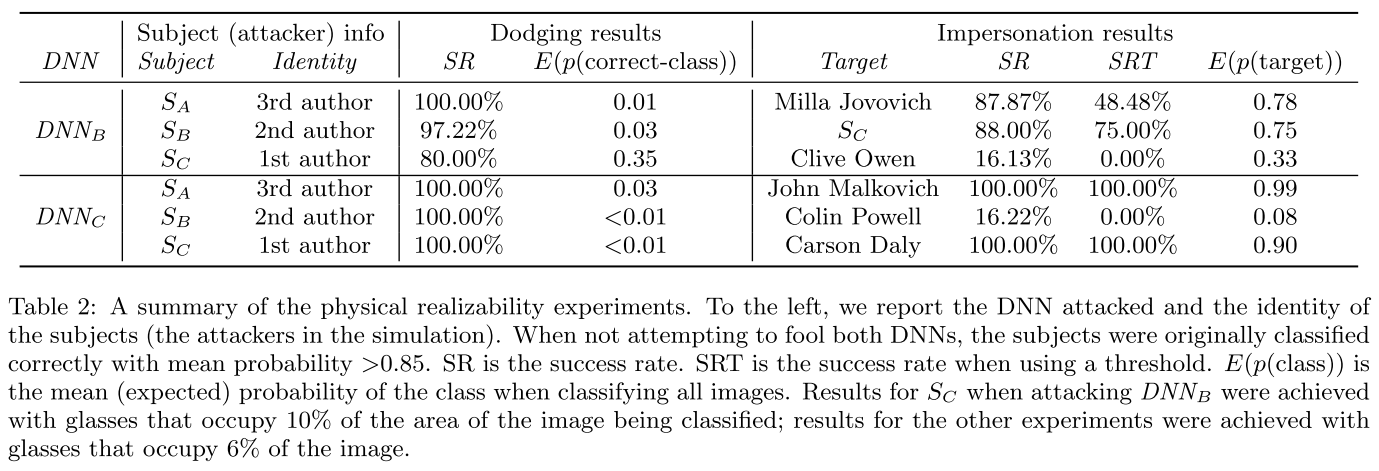 Subject (attacker) info Dodging results Impersonation results
DNN Subject Identity SR E(p(correct-class)) Target SR SRT E(p(target))
S_A 3rd author 100.00% 0.01 Milla Jovovich 87.87% 48.48% 0.78
DNN_B S_B 2nd author 97.22% 0.03 S_C 88.00% 75.00% 0.75
S_C 1st author 80.00% 0.35 Clive Owen 16.13% 0.00% 0.33
S_A 3rd author 100.00% 0.03 John Malkovich 100.00% 100.00% 0.99
DNN_C S_B 2nd author 100.00% <0.01 Colin Powell 16.22% 0.00% 0.08
S_C 1st author 100.00% <0.01 Carson Daly 100.00% 100.00% 0.90
Table 2: A summary of the physical realizability experiments. To the left, we report the DNN attacked and the identity of
the subjects (the attackers in the simulation). When not attempting to fool both DNNs, the subjects were originally classified
correctly with mean probability >0.85. SR is the success rate. SRT is the success rate when using a threshold. E(p(class)) is
the mean (expected) probability of the class when classifying all images. Results for S_C when attacking DNN_B were achieved
with glasses that occupy 10% of the area of the image being classified; results for the other experiments were achieved with
glasses that occupy 6% of the image.